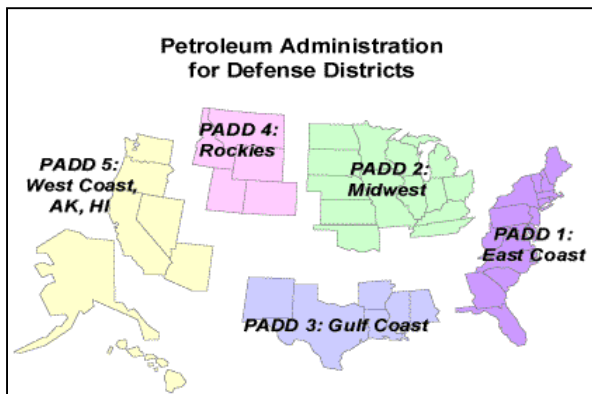 Petroleum Administration
for Defense Districts
PADD 4:
Rockies
PADD 5:
West Coast,
AK, HI
PADD 2:
Midwest
PADD 1:
East Coast
PADD 3: Gulf Coast